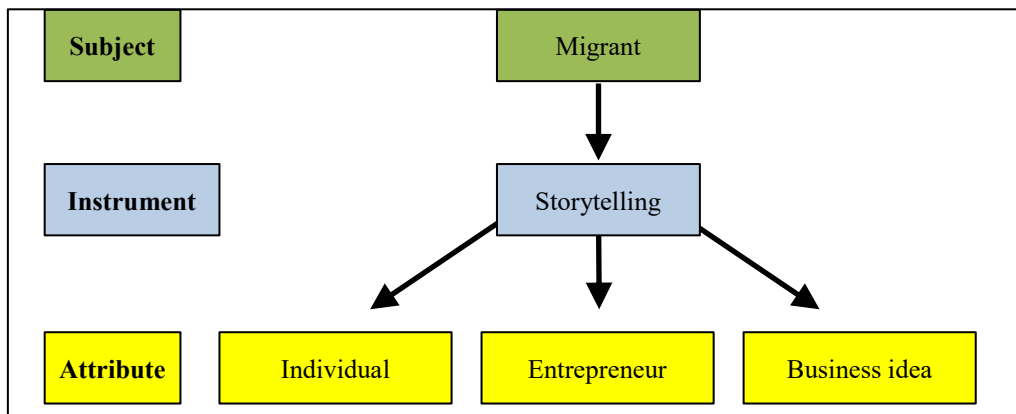 Subject
Migrant
Instrument
Storytelling
Attribute
Individual
Entrepreneur
Business idea